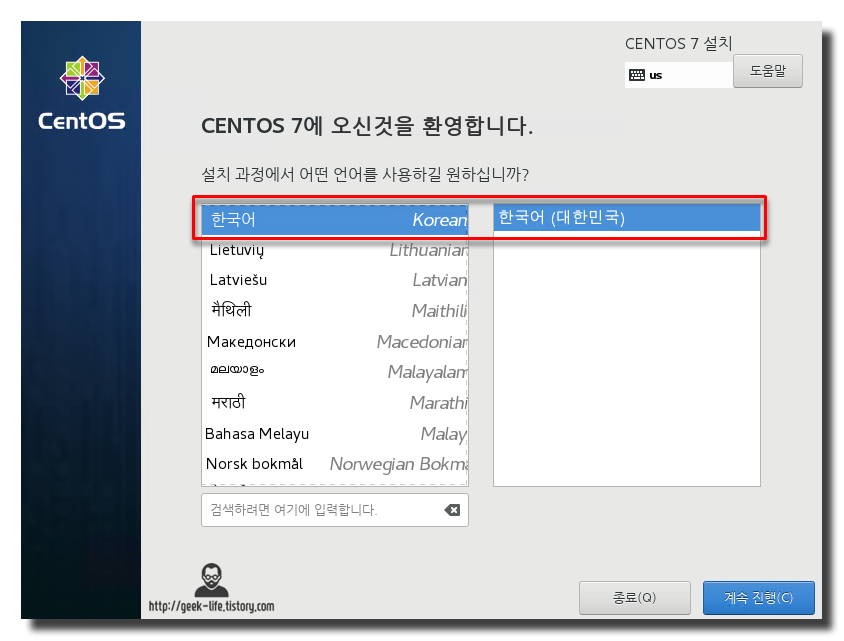 CENTOS 7 설치
us
도움말
CentOS
CENTOS 7에 오신것을 환영합니다.
설치 과정에서 어떤 언어를 사용하길 원하십니까?
한국어 Korean 한국어 (대한민국)
Lietuvių Lithuanian
Latviešu Latvian
मैथिली Maithili
Македонски Macedonian
മലയാളം Malayalam
मराठी Marathi
Bahasa Melayu Malay
Norsk bokmål Norwegian Bokm
검색하려면 여기에 입력합니다.
http://geek-life.tistory.com
종료(Q) 계속 진행(C)